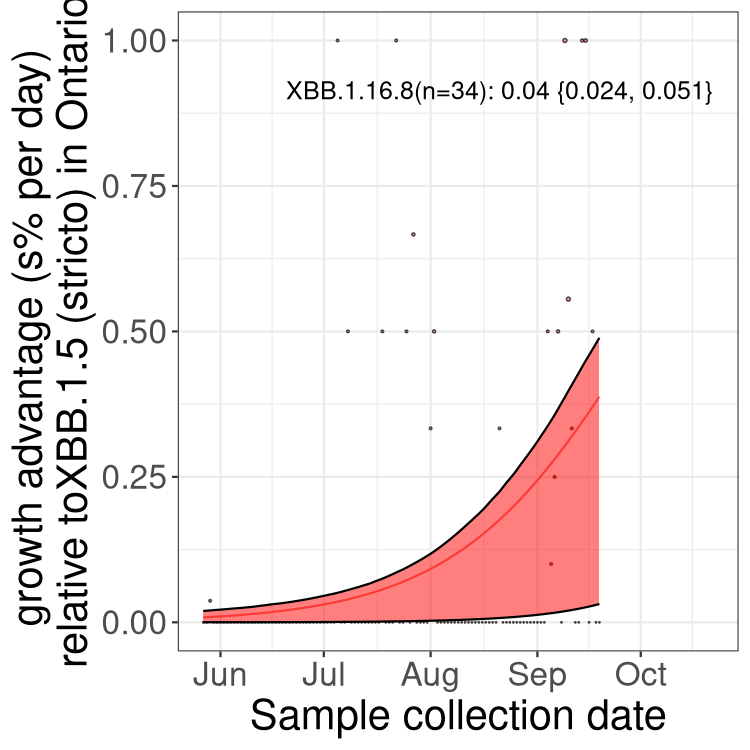 growth advantage (s% per day)
relative toXBB.1.5 (stricto) in Ontario
1.00
0.75
0.50
0.25
0.00
XBB.1.16.8(n=34): 0.04 {0.024, 0.051}
Jun Jul Aug Sep Oct
Sample collection date